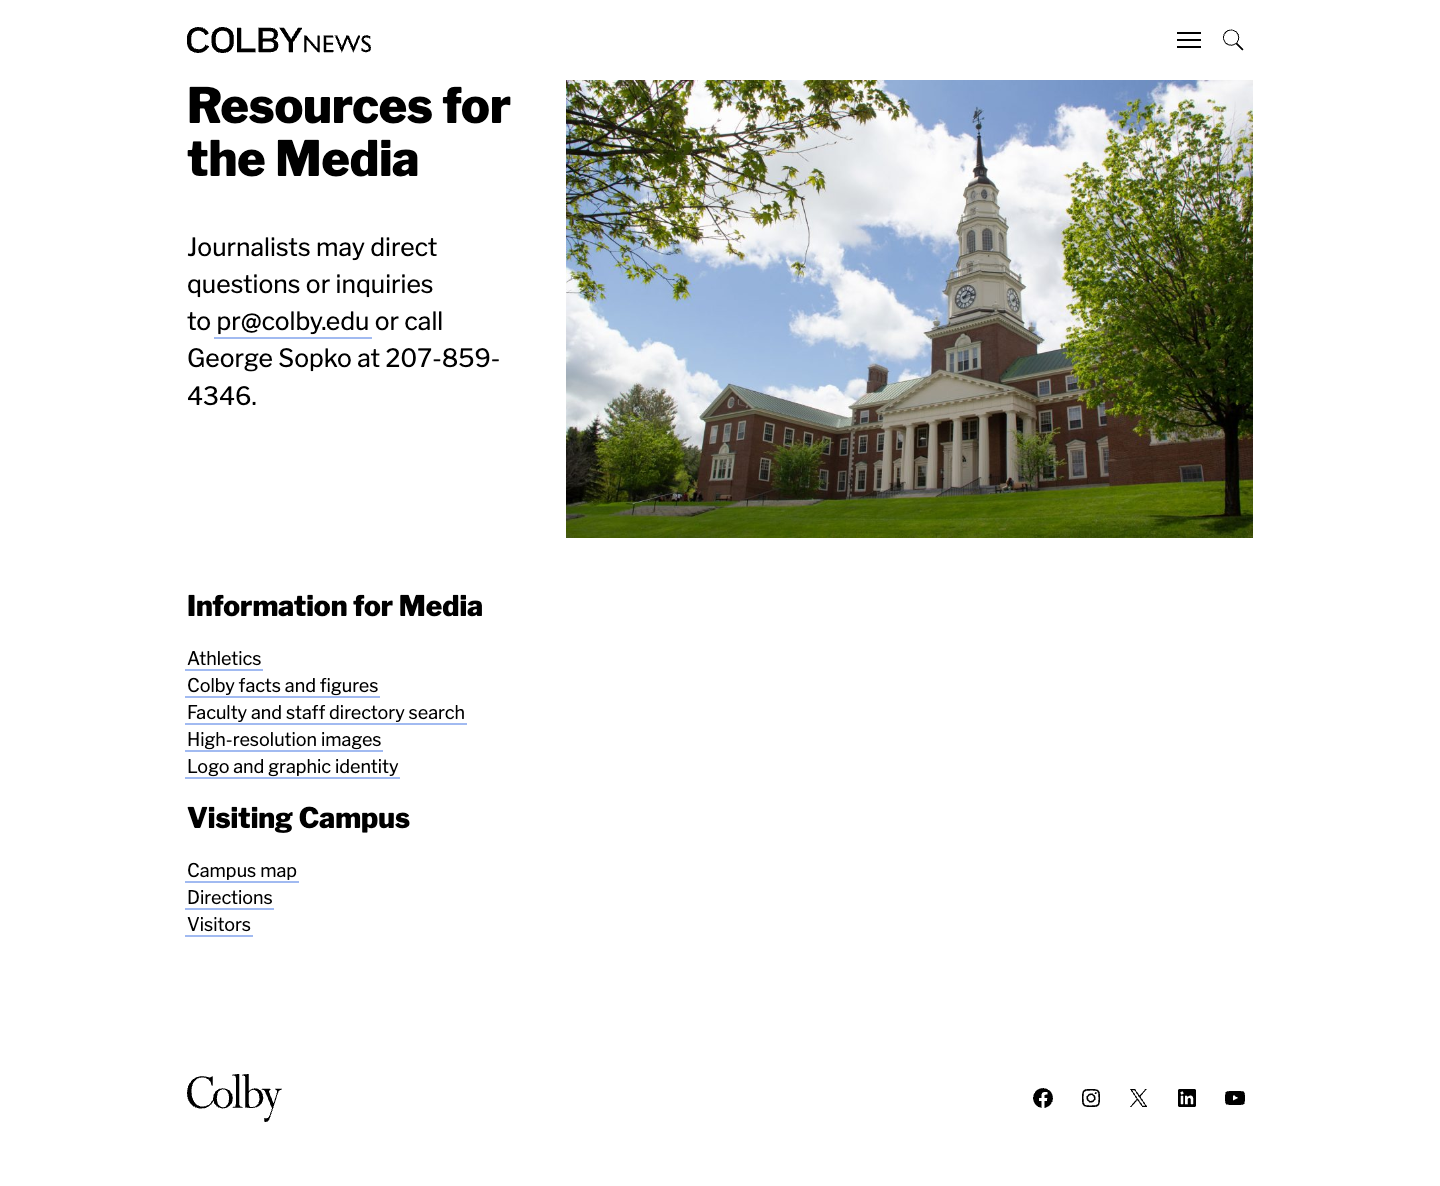 COLBY NEWS
Resources for
the Media
Journalists may direct
questions or inquiries
to pr@colby.edu or call
George Sopko at 207-859-
4346.
Information for Media
Athletics
Colby facts and figures
Faculty and staff directory search
High-resolution images
Logo and graphic identity
Visiting Campus
Campus map
Directions
Visitors
Colby